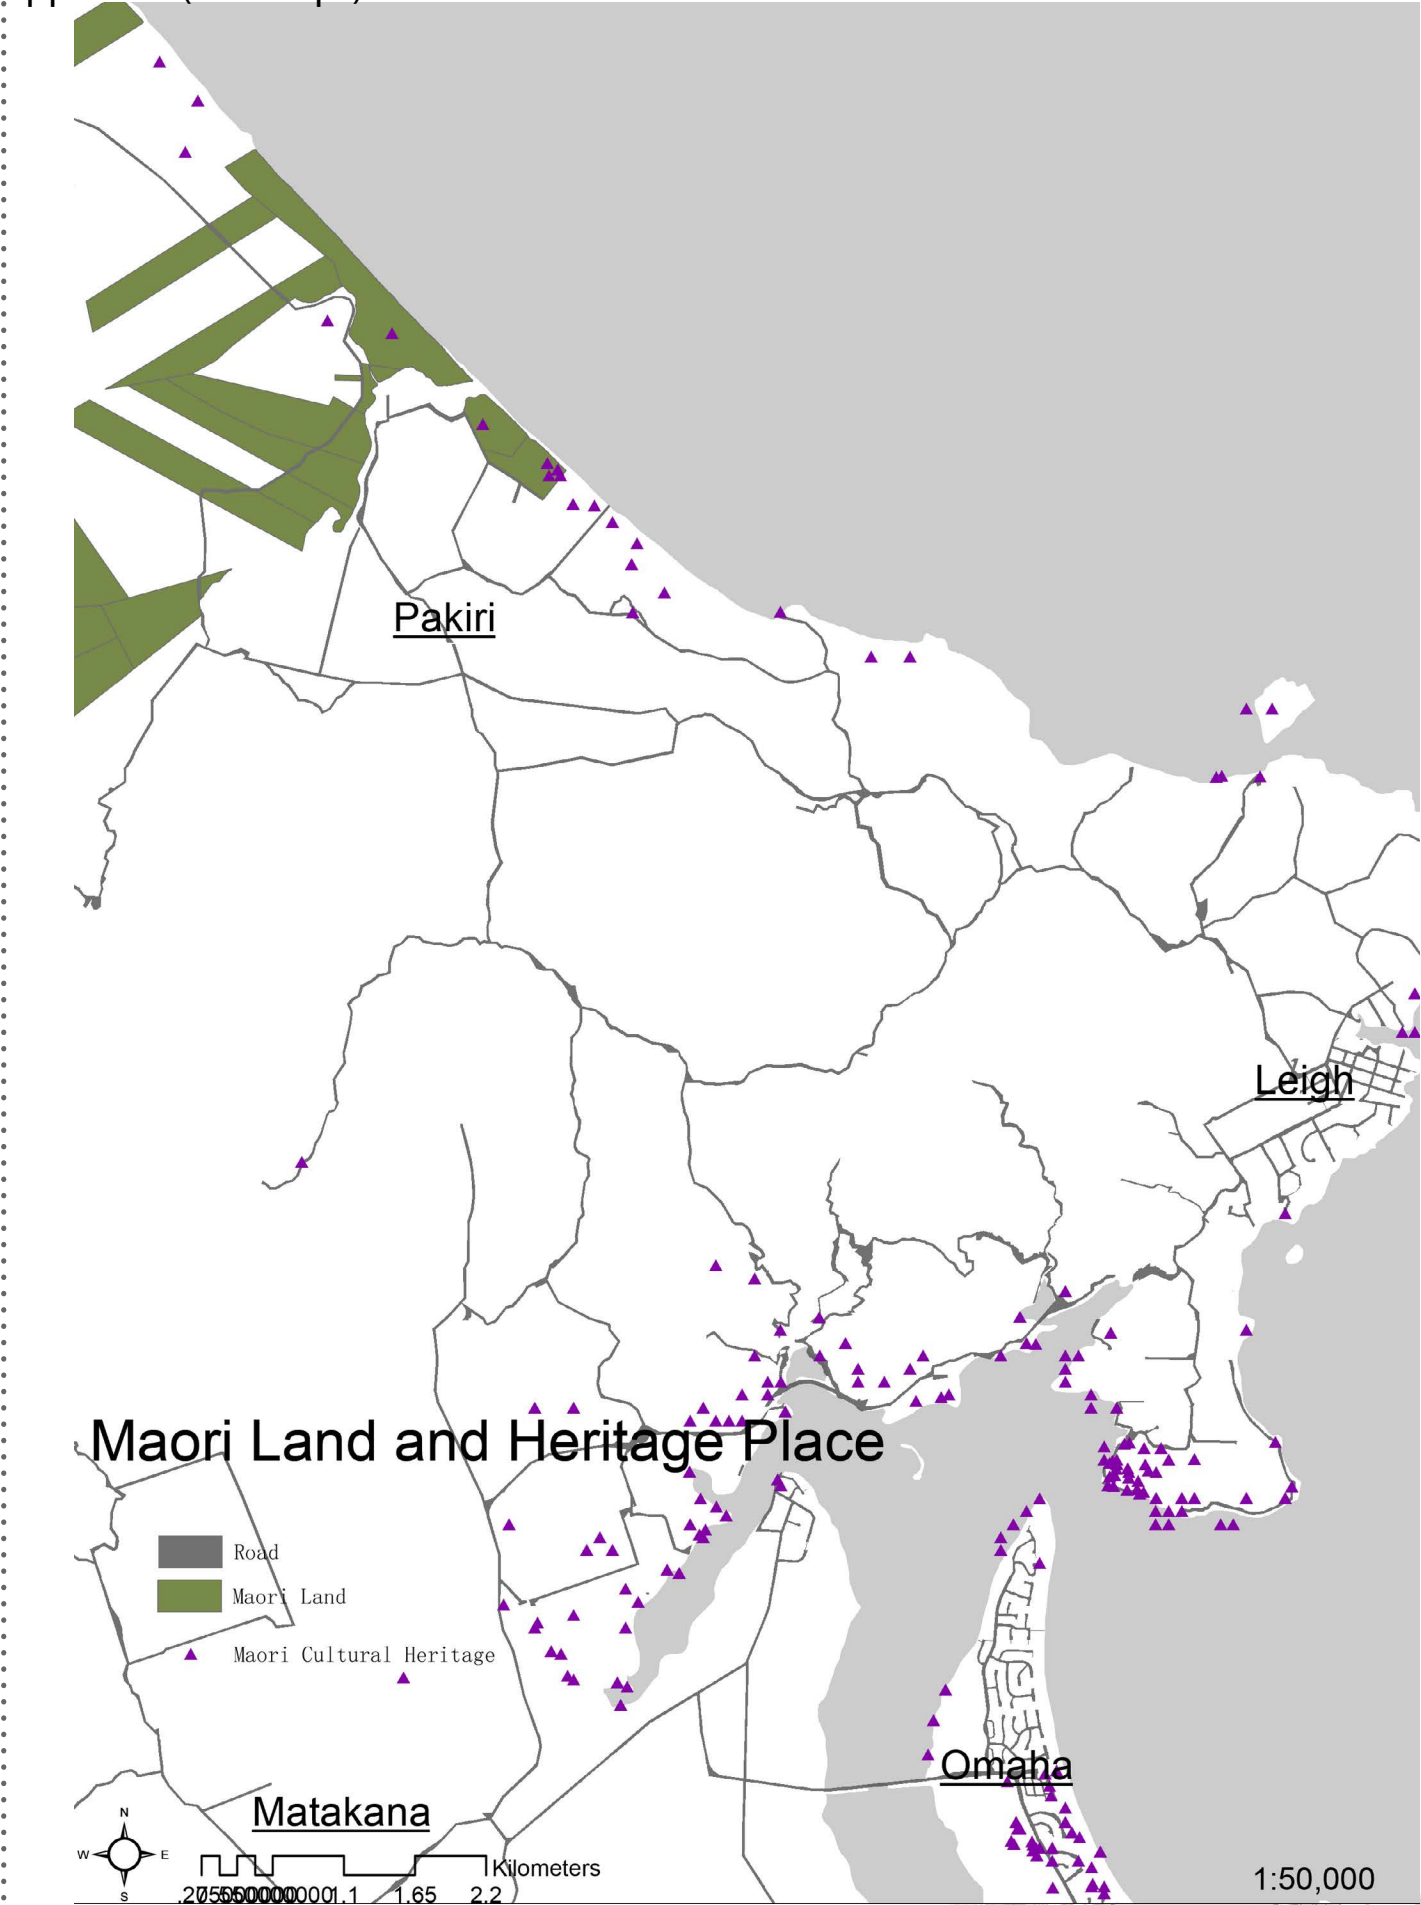 Pakiri
Leigh
Maori Land and Heritage Place
Road
Maori Land
Maori Cultural Heritage
Omaha
Matakana
N
W E
S
Kilometers
1.1 1.65 2.2
1:50,000